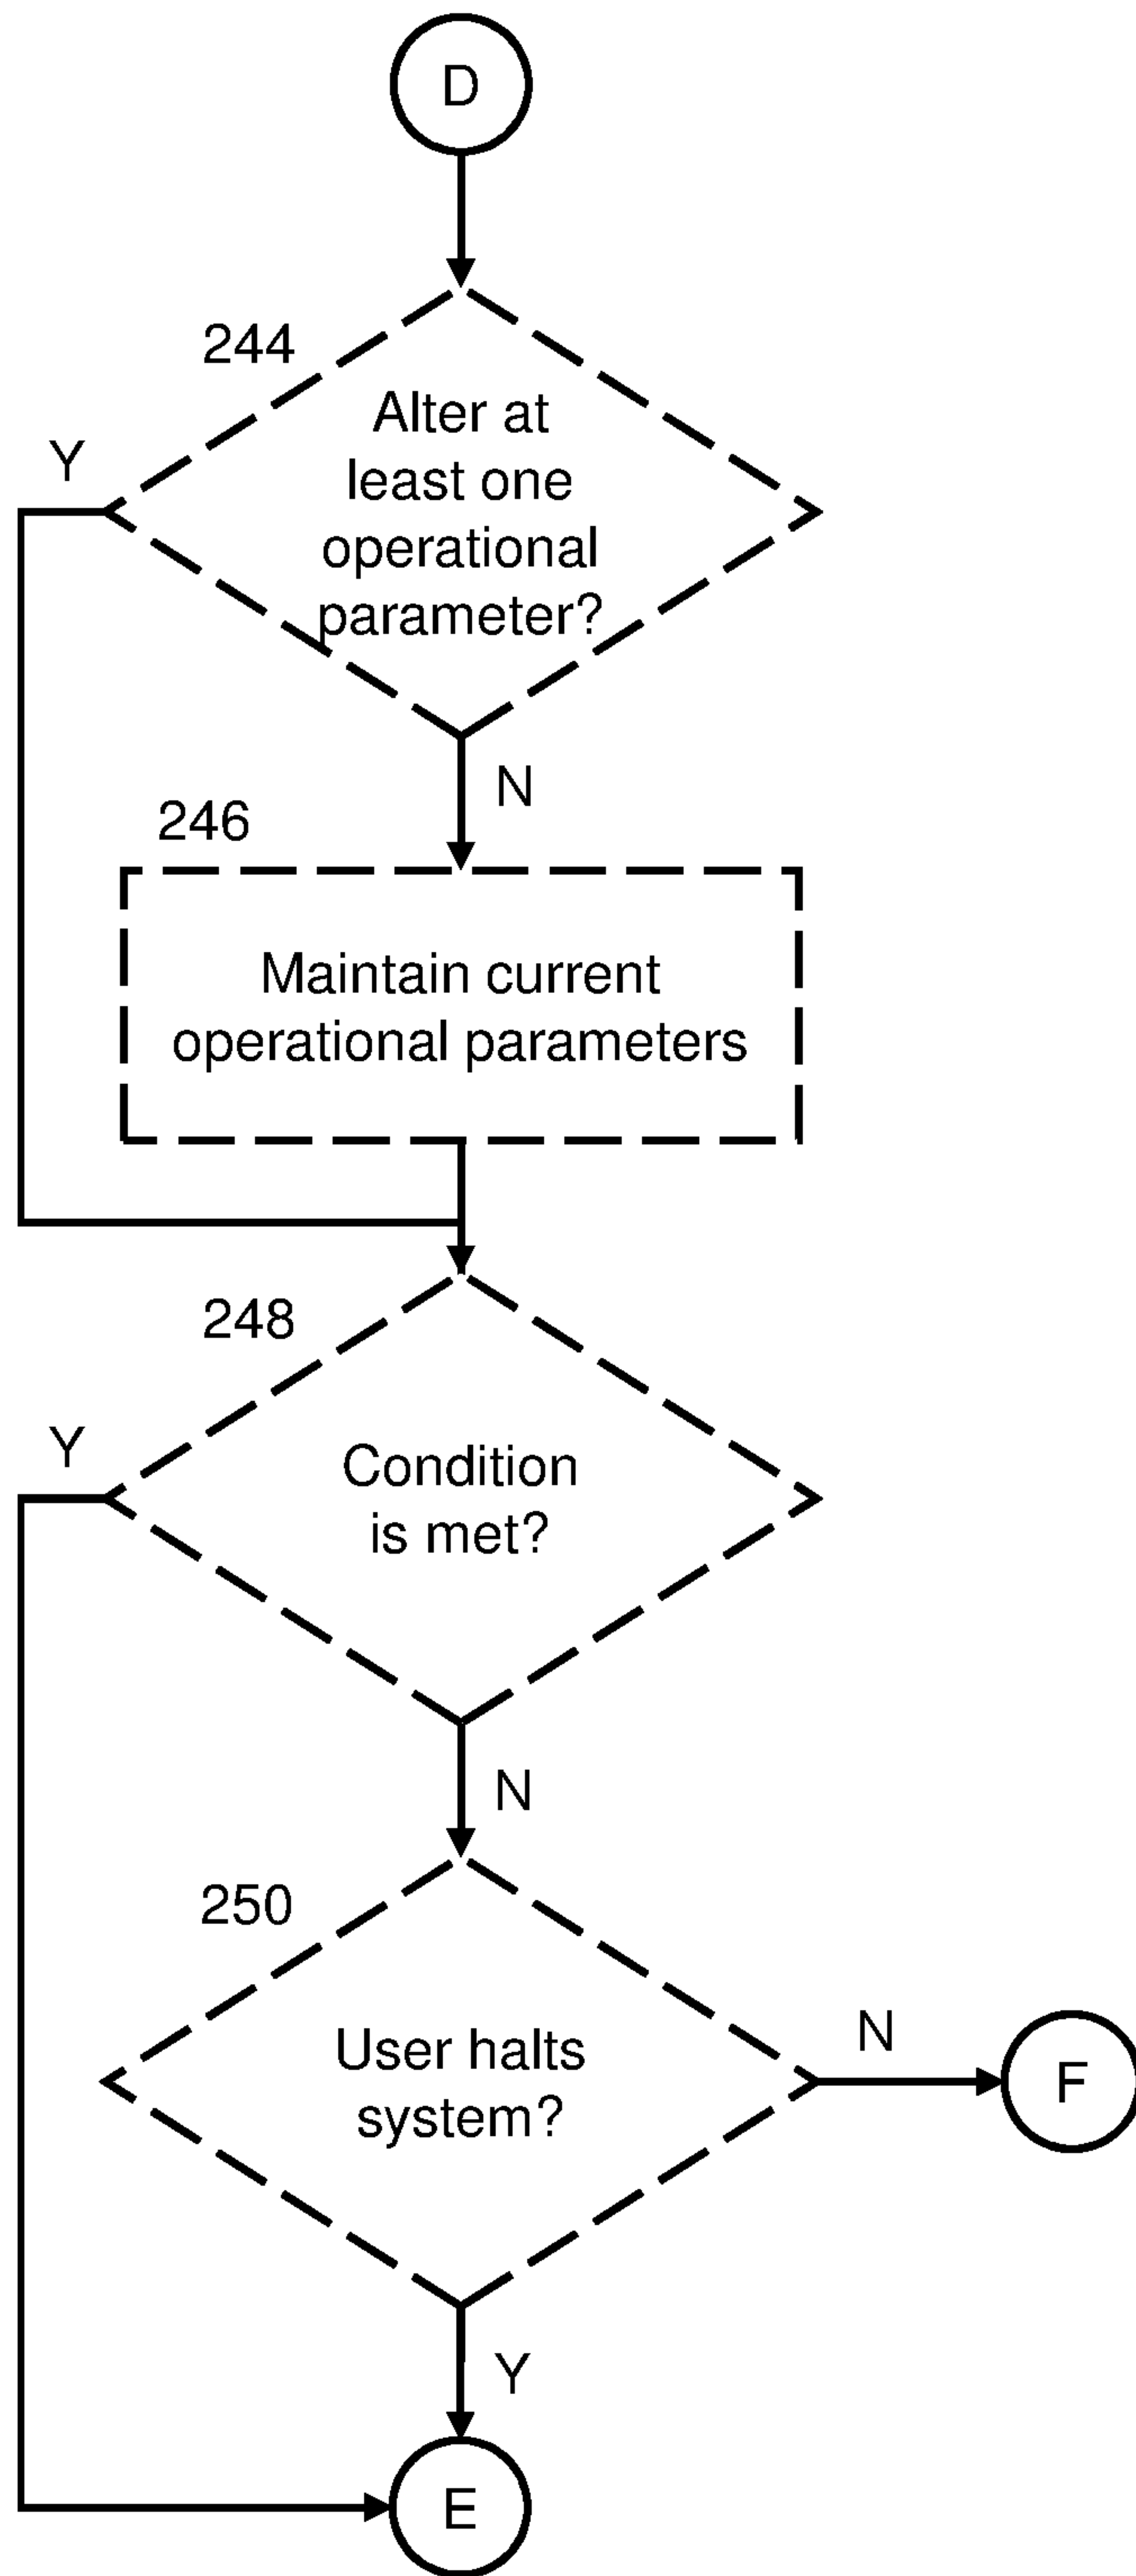 D
244
Y
Alter at
least one
operational
parameter?
N
246
Maintain current
operational parameters
248
Y
Condition
is met?
N
250
User halts
system?
N
F
Y
E